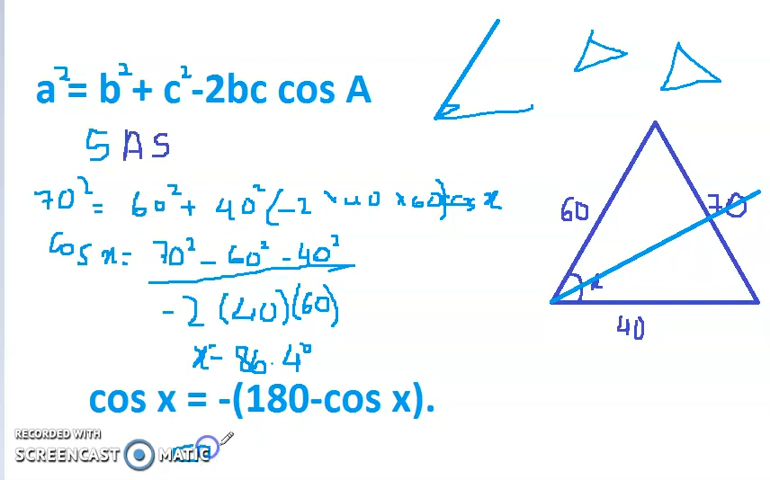 a²= b²+ c²-2bc cos A
SAS
70² = 60² + 40² (-2 × 40 × 60) cos x
cos x = 70² - 60² - 40²
-2 (40)(60)
x = 86.4°
cos x = -(180-cos x).
60
70
x
40
RECORDED WITH
SCREENCAST MATIC